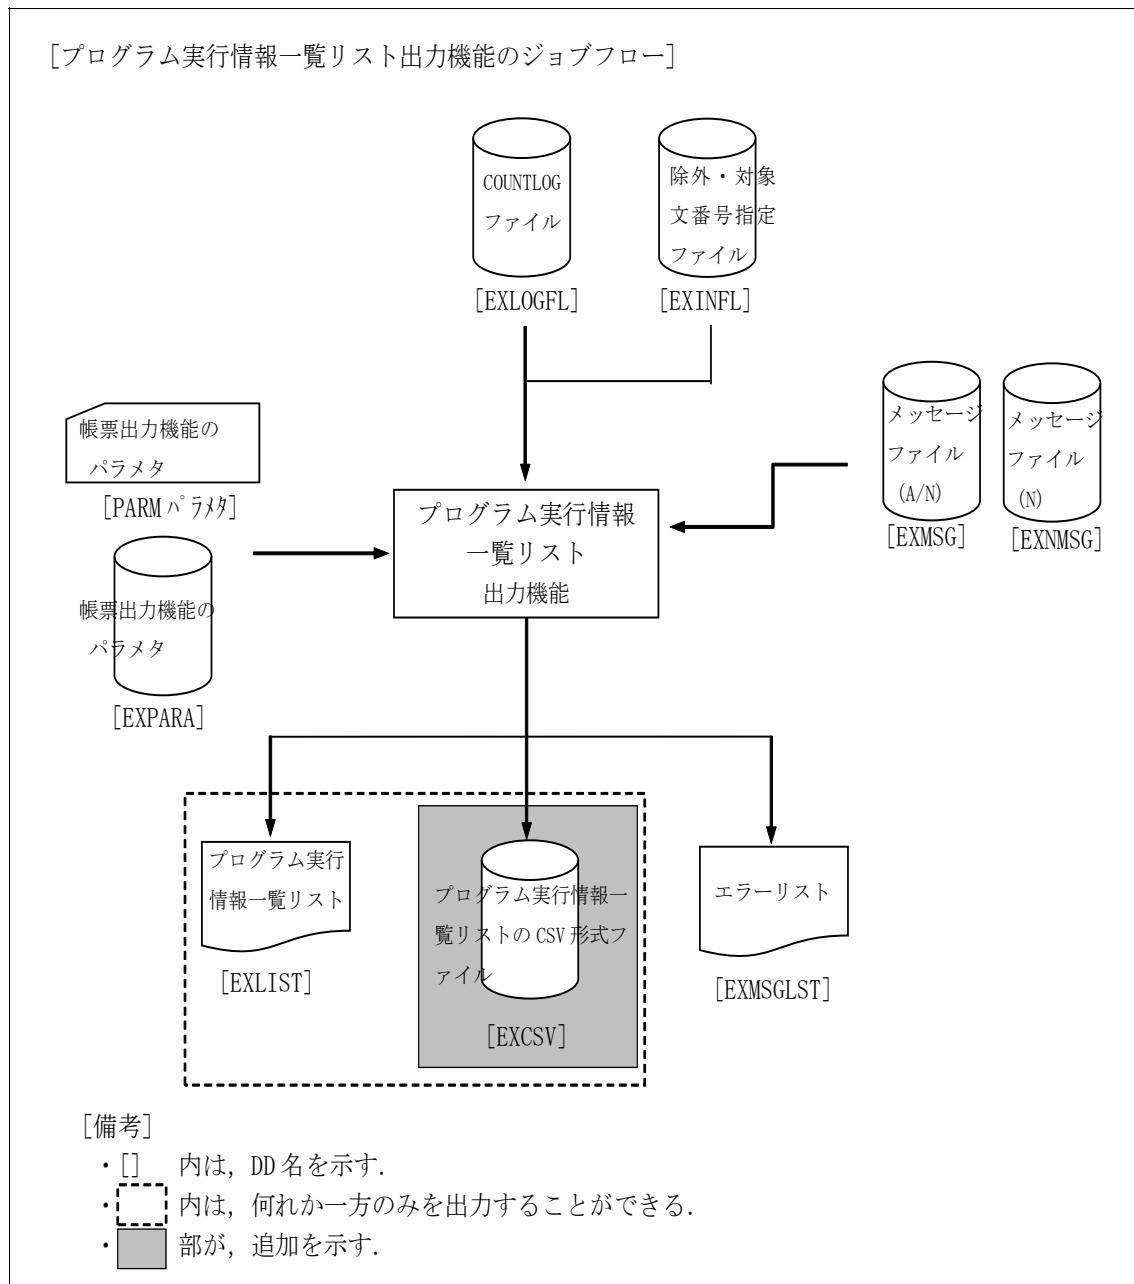 [プログラム実行情報一覧リスト出力機能のジョブフロー]
COUNTLOG
ファイル
[EXLOGFL]
除外・対象
文番号指定
ファイル
[EXINFL]
メッセージ
ファイル
(A/N)
[EXMSG]
メッセージ
ファイル
(N)
[EXNMSG]
帳票出力機能の
パラメタ
[PARMパラメタ]
帳票出力機能の
パラメタ
[EXPARA]
プログラム実行情報
一覧リスト
出力機能
プログラム実行
情報一覧リスト
[EXLIST]
プログラム実行情報一
覧リストの CSV 形式フ
ァイル
[EXCSV]
エラーリスト
[EXMSGLST]
[備考]
・[] 内は，DD 名を示す．
・ 内は，何れか一方のみを出力することができる．
・ 部が，追加を示す．